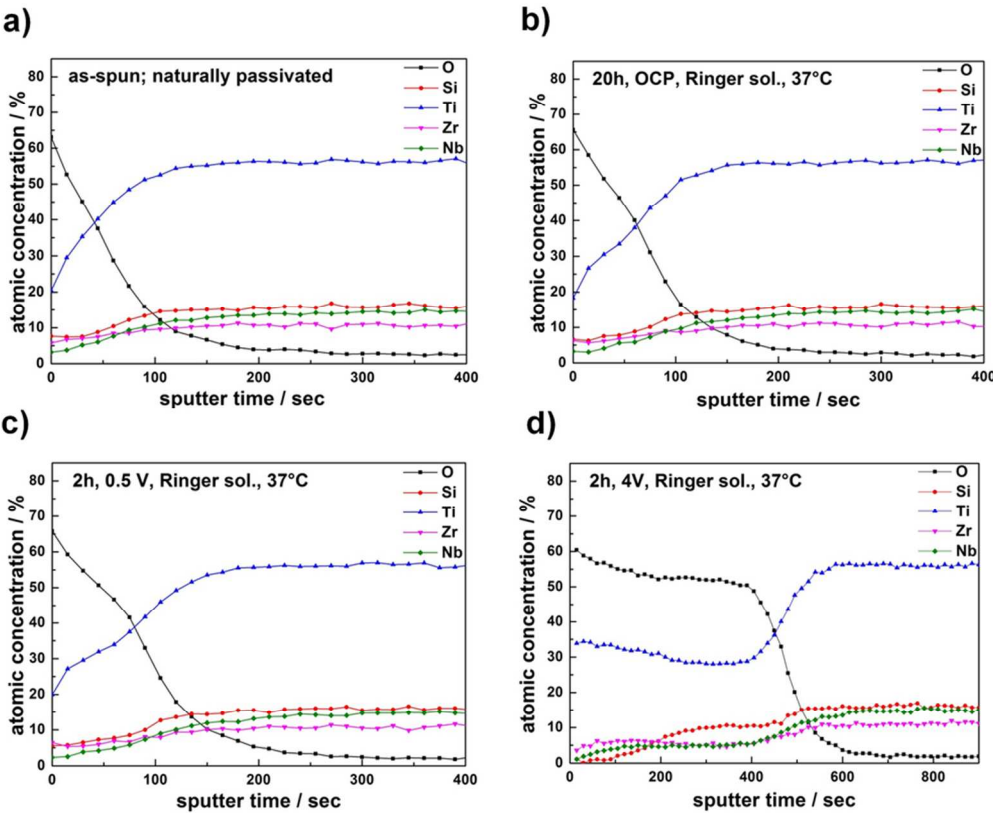 a)
as-spun; naturally passivated
O
Si
Ti
Zr
Nb
80
70
60
50
40
30
20
10
0
0 100 200 300 400
atomic concentration / %
sputter time / sec
b)
20h, OCP, Ringer sol., 37°C
O
Si
Ti
Zr
Nb
80
70
60
50
40
30
20
10
0
0 100 200 300 400
atomic concentration / %
sputter time / sec
c)
2h, 0.5 V, Ringer sol., 37°C
O
Si
Ti
Zr
Nb
80
70
60
50
40
30
20
10
0
0 100 200 300 400
atomic concentration / %
sputter time / sec
d)
2h, 4V, Ringer sol., 37°C
O
Si
Ti
Zr
Nb
80
70
60
50
40
30
20
10
0
0 200 400 600 800
atomic concentration / %
sputter time / sec